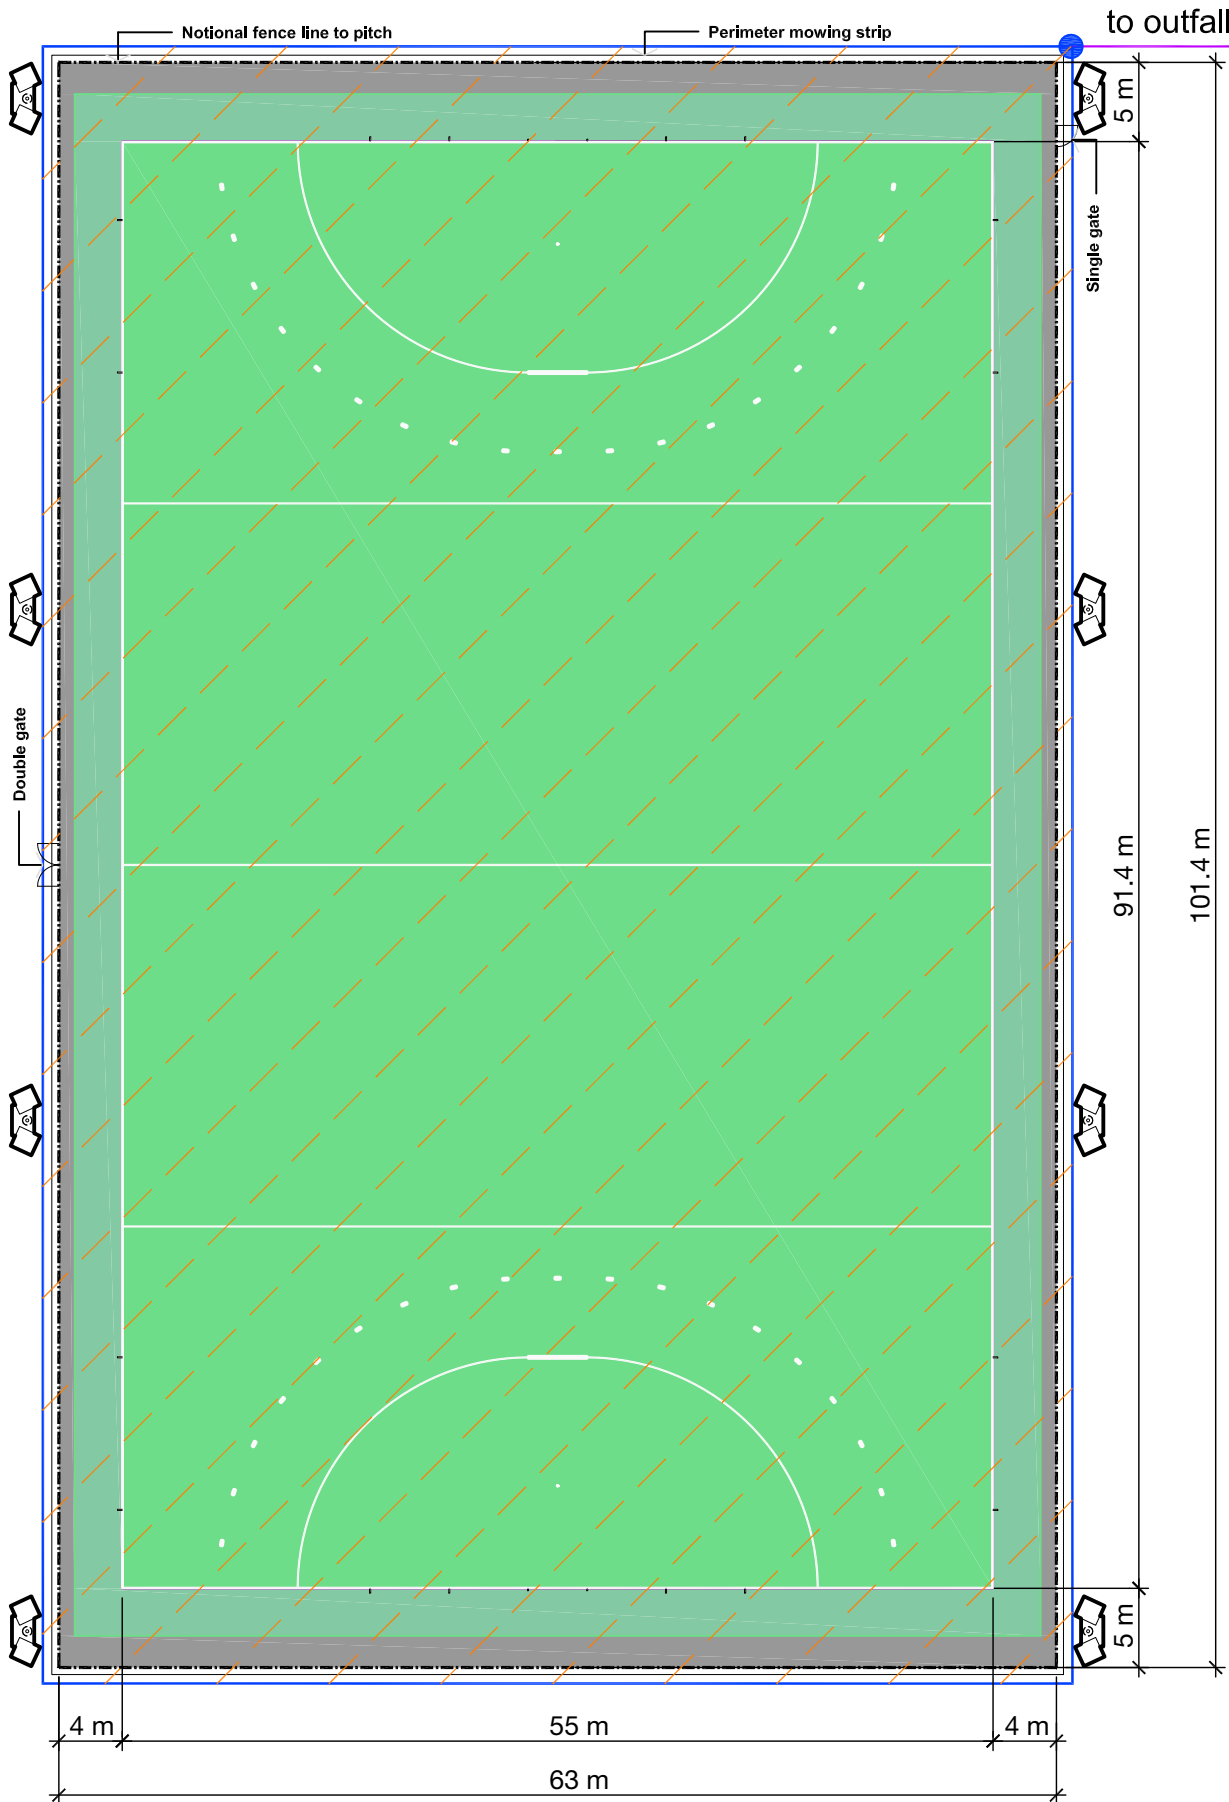 to outfall
Notional fence line to pitch
Perimeter mowing strip
5 m
Single gate
Double gate
91.4 m
101.4 m
5 m
4 m
55 m
4 m
63 m